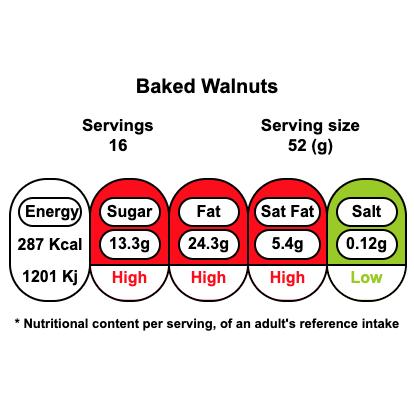 Baked Walnuts
Servings Serving size
16 52 (g)
Energy Sugar Fat Sat Fat Salt
287 Kcal 13.3g 24.3g 5.4g 0.12g
1201 Kj High High High Low
* Nutritional content per serving, of an adult's reference intake